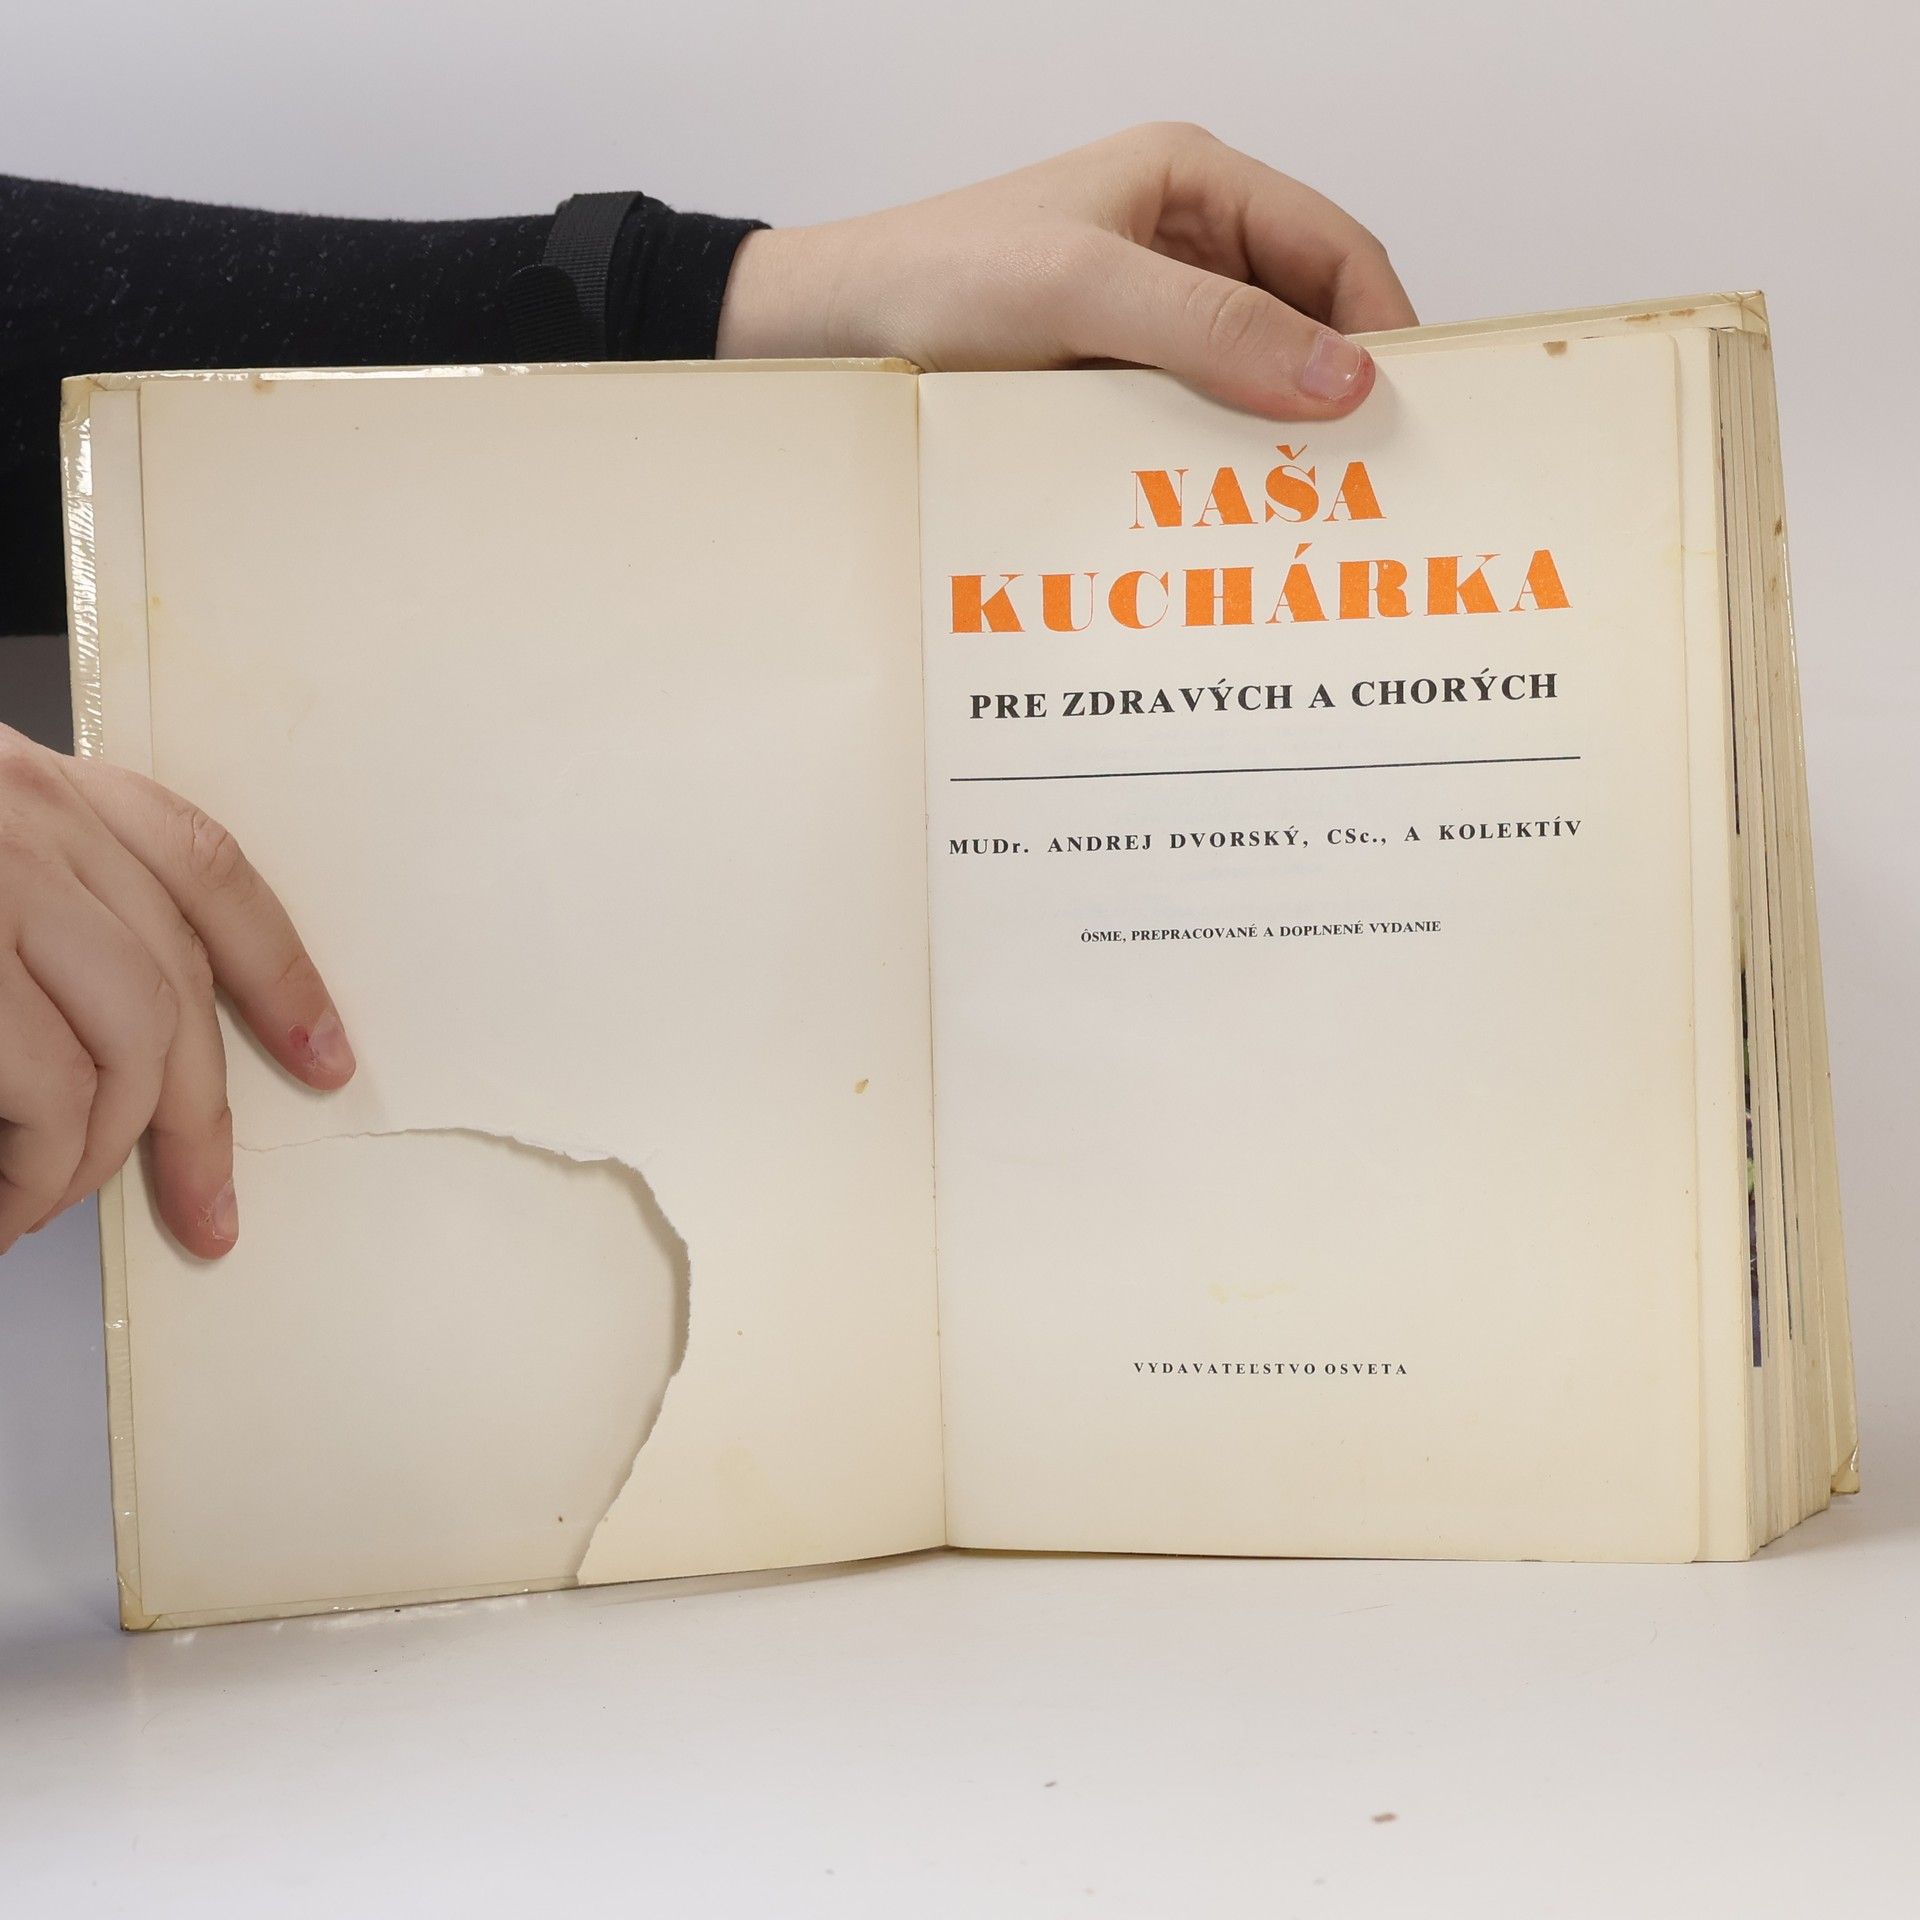 NAŠA
KUCHÁRKA
PRE ZDRAVÝCH A CHORÝCH
MUDr. ANDREJ DVORSKÝ, CSc., A KOLEKTÍV
ÔSME, PREPRACOVANÉ A DOPLNENÉ VYDANIE
VYDAVATEĽSTVO OSVETA